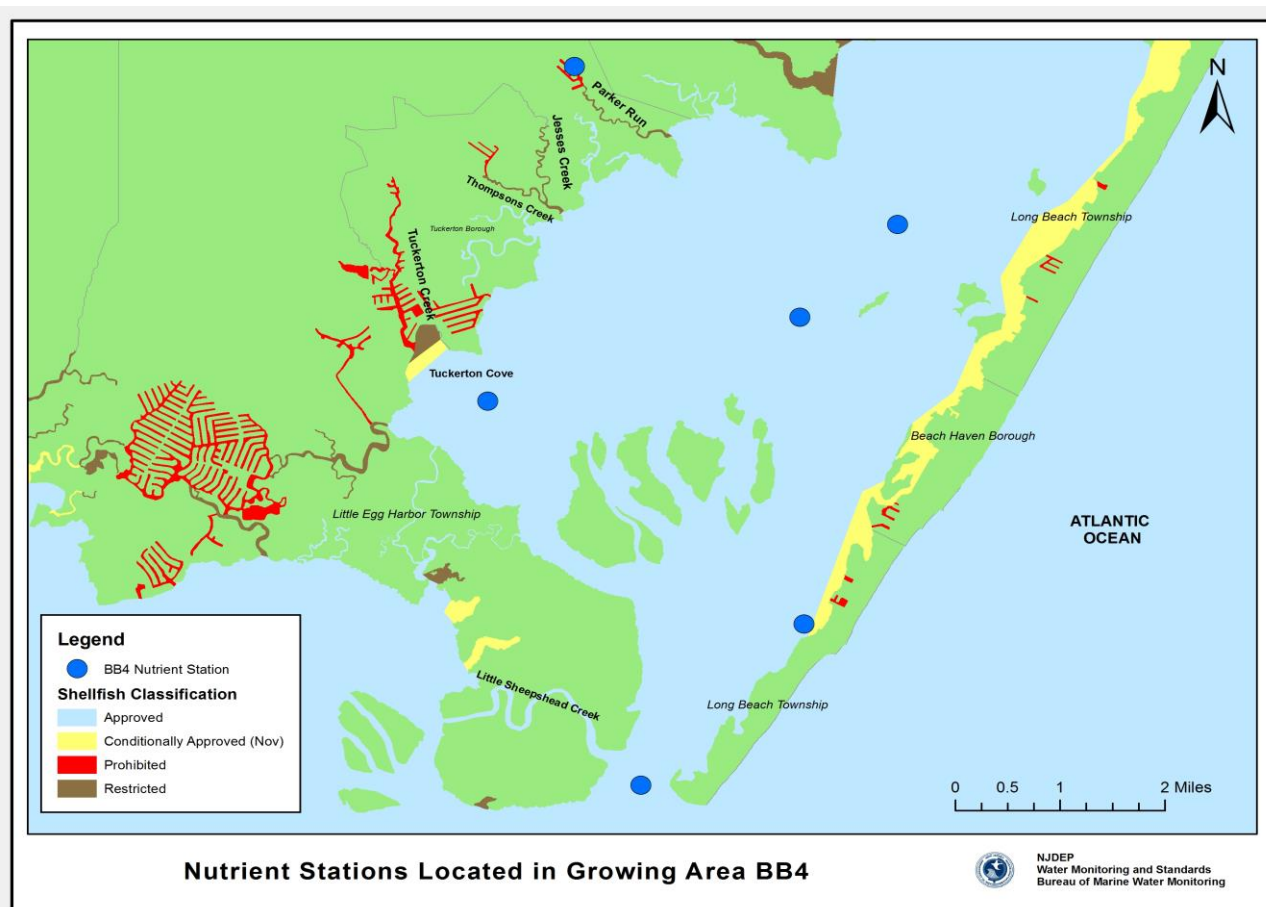 N
Parker Run
Jesses Creek
Thompsons Creek
Tuckerton Borough
Tuckerton Creek
Long Beach Township
Tuckerton Cove
Beach Haven Borough
Little Egg Harbor Township
ATLANTIC
OCEAN
Little Sheepshead Creek
Long Beach Township
Legend
BB4 Nutrient Station
Shellfish Classification
Approved
Conditionally Approved (Nov)
Prohibited
Restricted
0 0.5 1 2 Miles
Nutrient Stations Located in Growing Area BB4
NJDEP
Water Monitoring and Standards
Bureau of Marine Water Monitoring